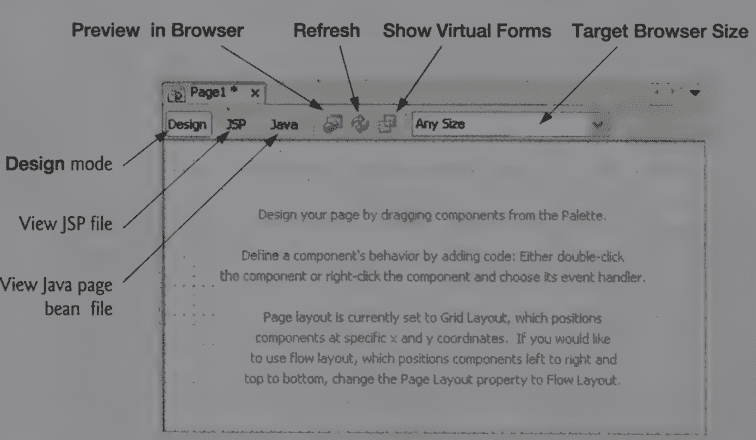 Preview in Browser Refresh Show Virtual Forms Target Browser Size
Page1 * x
Design JSP Java Any Size
Design mode
View JSP file
View Java page
bean file
Design your page by dragging components from the Palette.
Define a component's behavior by adding code: Either double-click
the component or right-click the component and choose its event handler.
Page layout is currently set to Grid Layout, which positions
components at specific x and y coordinates. If you would like
to use flow layout, which positions components left to right and
top to bottom, change the Page Layout property to Flow Layout.